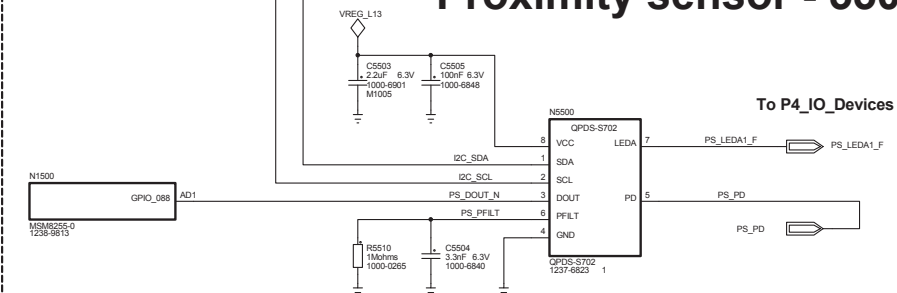 Proximity sensor -
VREG_L13
C5503
2.2uF 6.3V
1000-6901
M1005
C5505
100nF 6.3V
1000-6848
To P4_IO_Devices
N5500
QPDS-S702
8 VCC LEDA 7 PS_LEDA1_F PS_LEDA1_F
I2C_SDA 1 SDA
I2C_SCL 2 SCL
N1500
GPIO_088 AD1 PS_DOUT_N 3 DOUT PD 5 PS_PD
MSM8255-0
1238-9813
PS_PFILT 6 PFILT
4 GND
PS_PD
R5510
1Mohms
1000-0265
C5504
3.3nF 6.3V
1000-6840
QPDS-S702
1237-6823 1